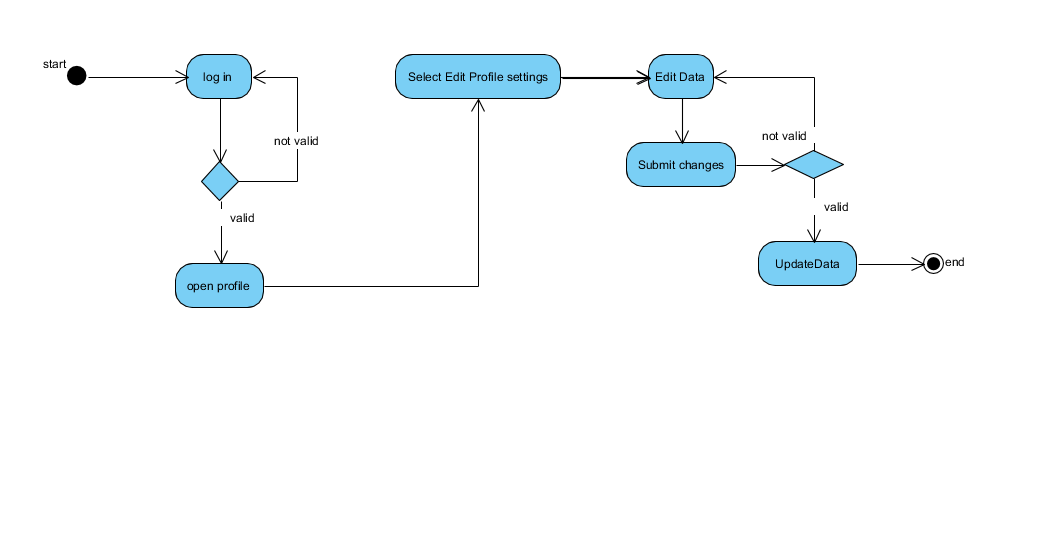 start
log in
not valid
valid
open profile
Select Edit Profile settings
Edit Data
not valid
Submit changes
valid
UpdateData
end